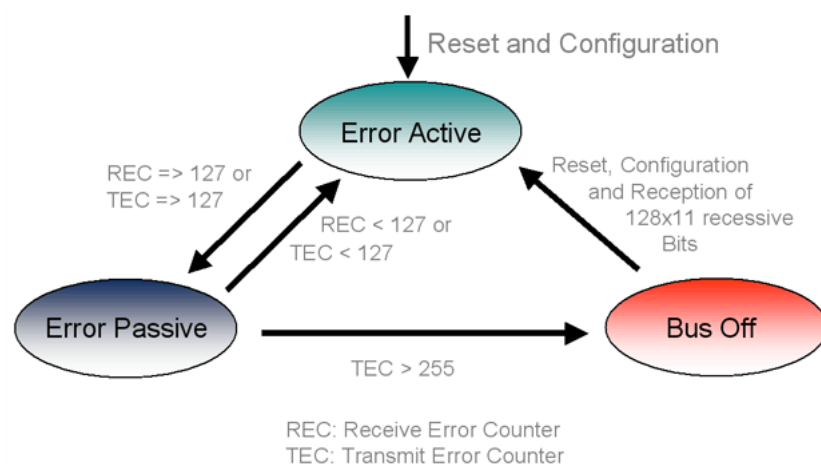 Reset and Configuration
Error Active
REC => 127 or
TEC => 127
REC < 127 or
TEC < 127
Reset, Configuration
and Reception of
128x11 recessive
Bits
Error Passive
Bus Off
TEC > 255
REC: Receive Error Counter
TEC: Transmit Error Counter